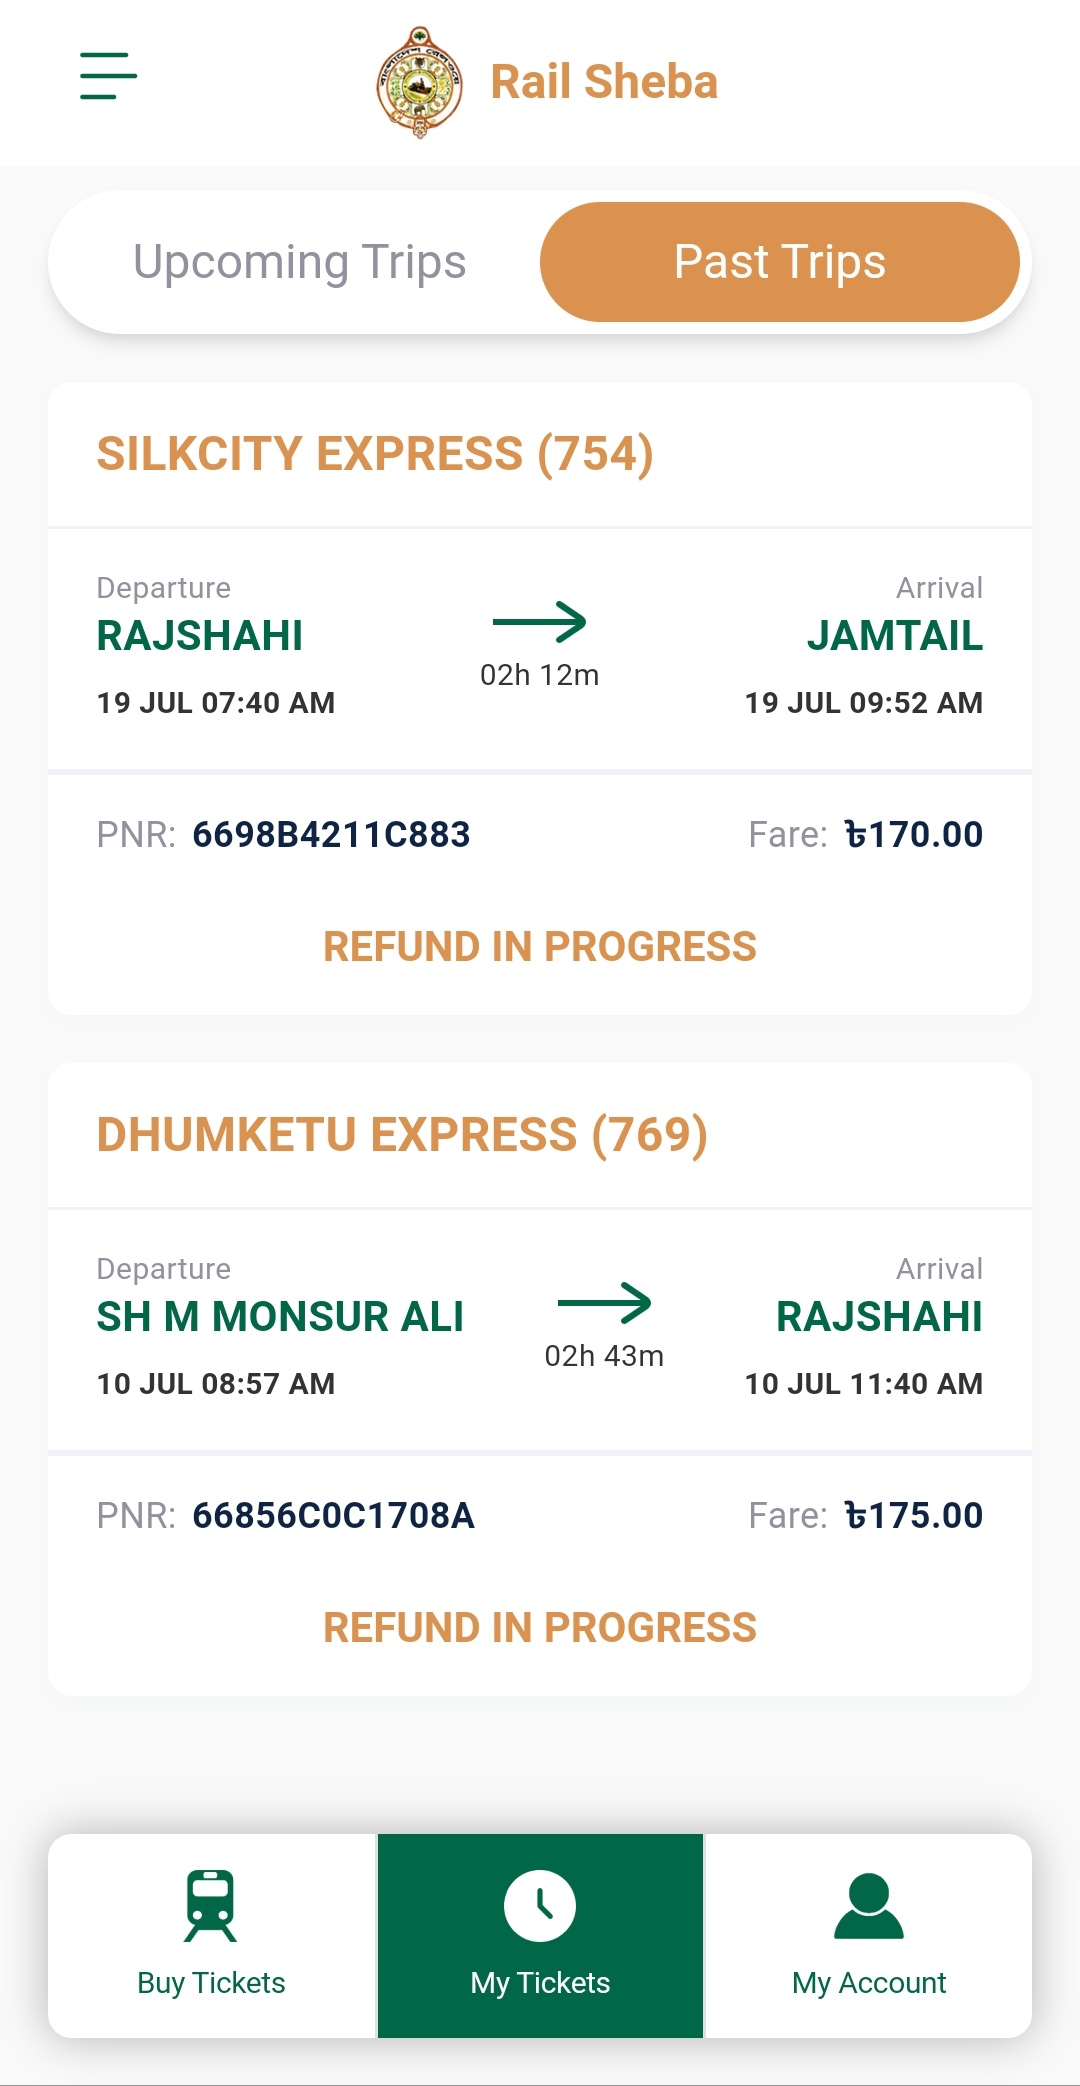 বাংলাদেশ রেলওয়ে
Rail Sheba
Upcoming Trips
Past Trips
SILKCITY EXPRESS (754)
Departure
Arrival
RAJSHAHI
JAMTAIL
02h 12m
19 JUL 07:40 AM
19 JUL 09:52 AM
PNR: 6698B4211C883
Fare: ৳170.00
REFUND IN PROGRESS
DHUMKETU EXPRESS (769)
Departure
Arrival
SH M MONSUR ALI
RAJSHAHI
02h 43m
10 JUL 08:57 AM
10 JUL 11:40 AM
PNR: 66856C0C1708A
Fare: ৳175.00
REFUND IN PROGRESS
Buy Tickets
My Tickets
My Account